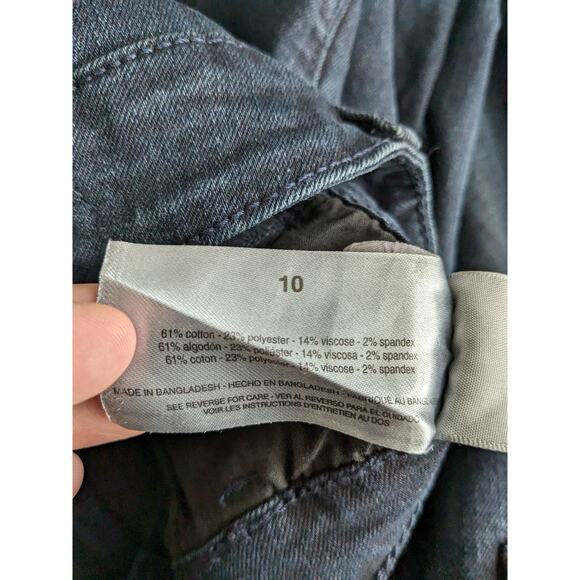 10
61% cotton - 23% polyester - 14% viscose - 2% spandex
61% algodón - 23% poliéster - 14% viscosa - 2% spandex
61% coton - 23% polyester - 14% viscose - 2% spandex
MADE IN BANGLADESH - HECHO EN BANGLADESH - FABRIQUÉ AU
SEE REVERSE FOR CARE - VER AL REVERSO PARA EL CUIDADO
VOIR LES INSTRUCTIONS D'ENTRETIEN AU DOS